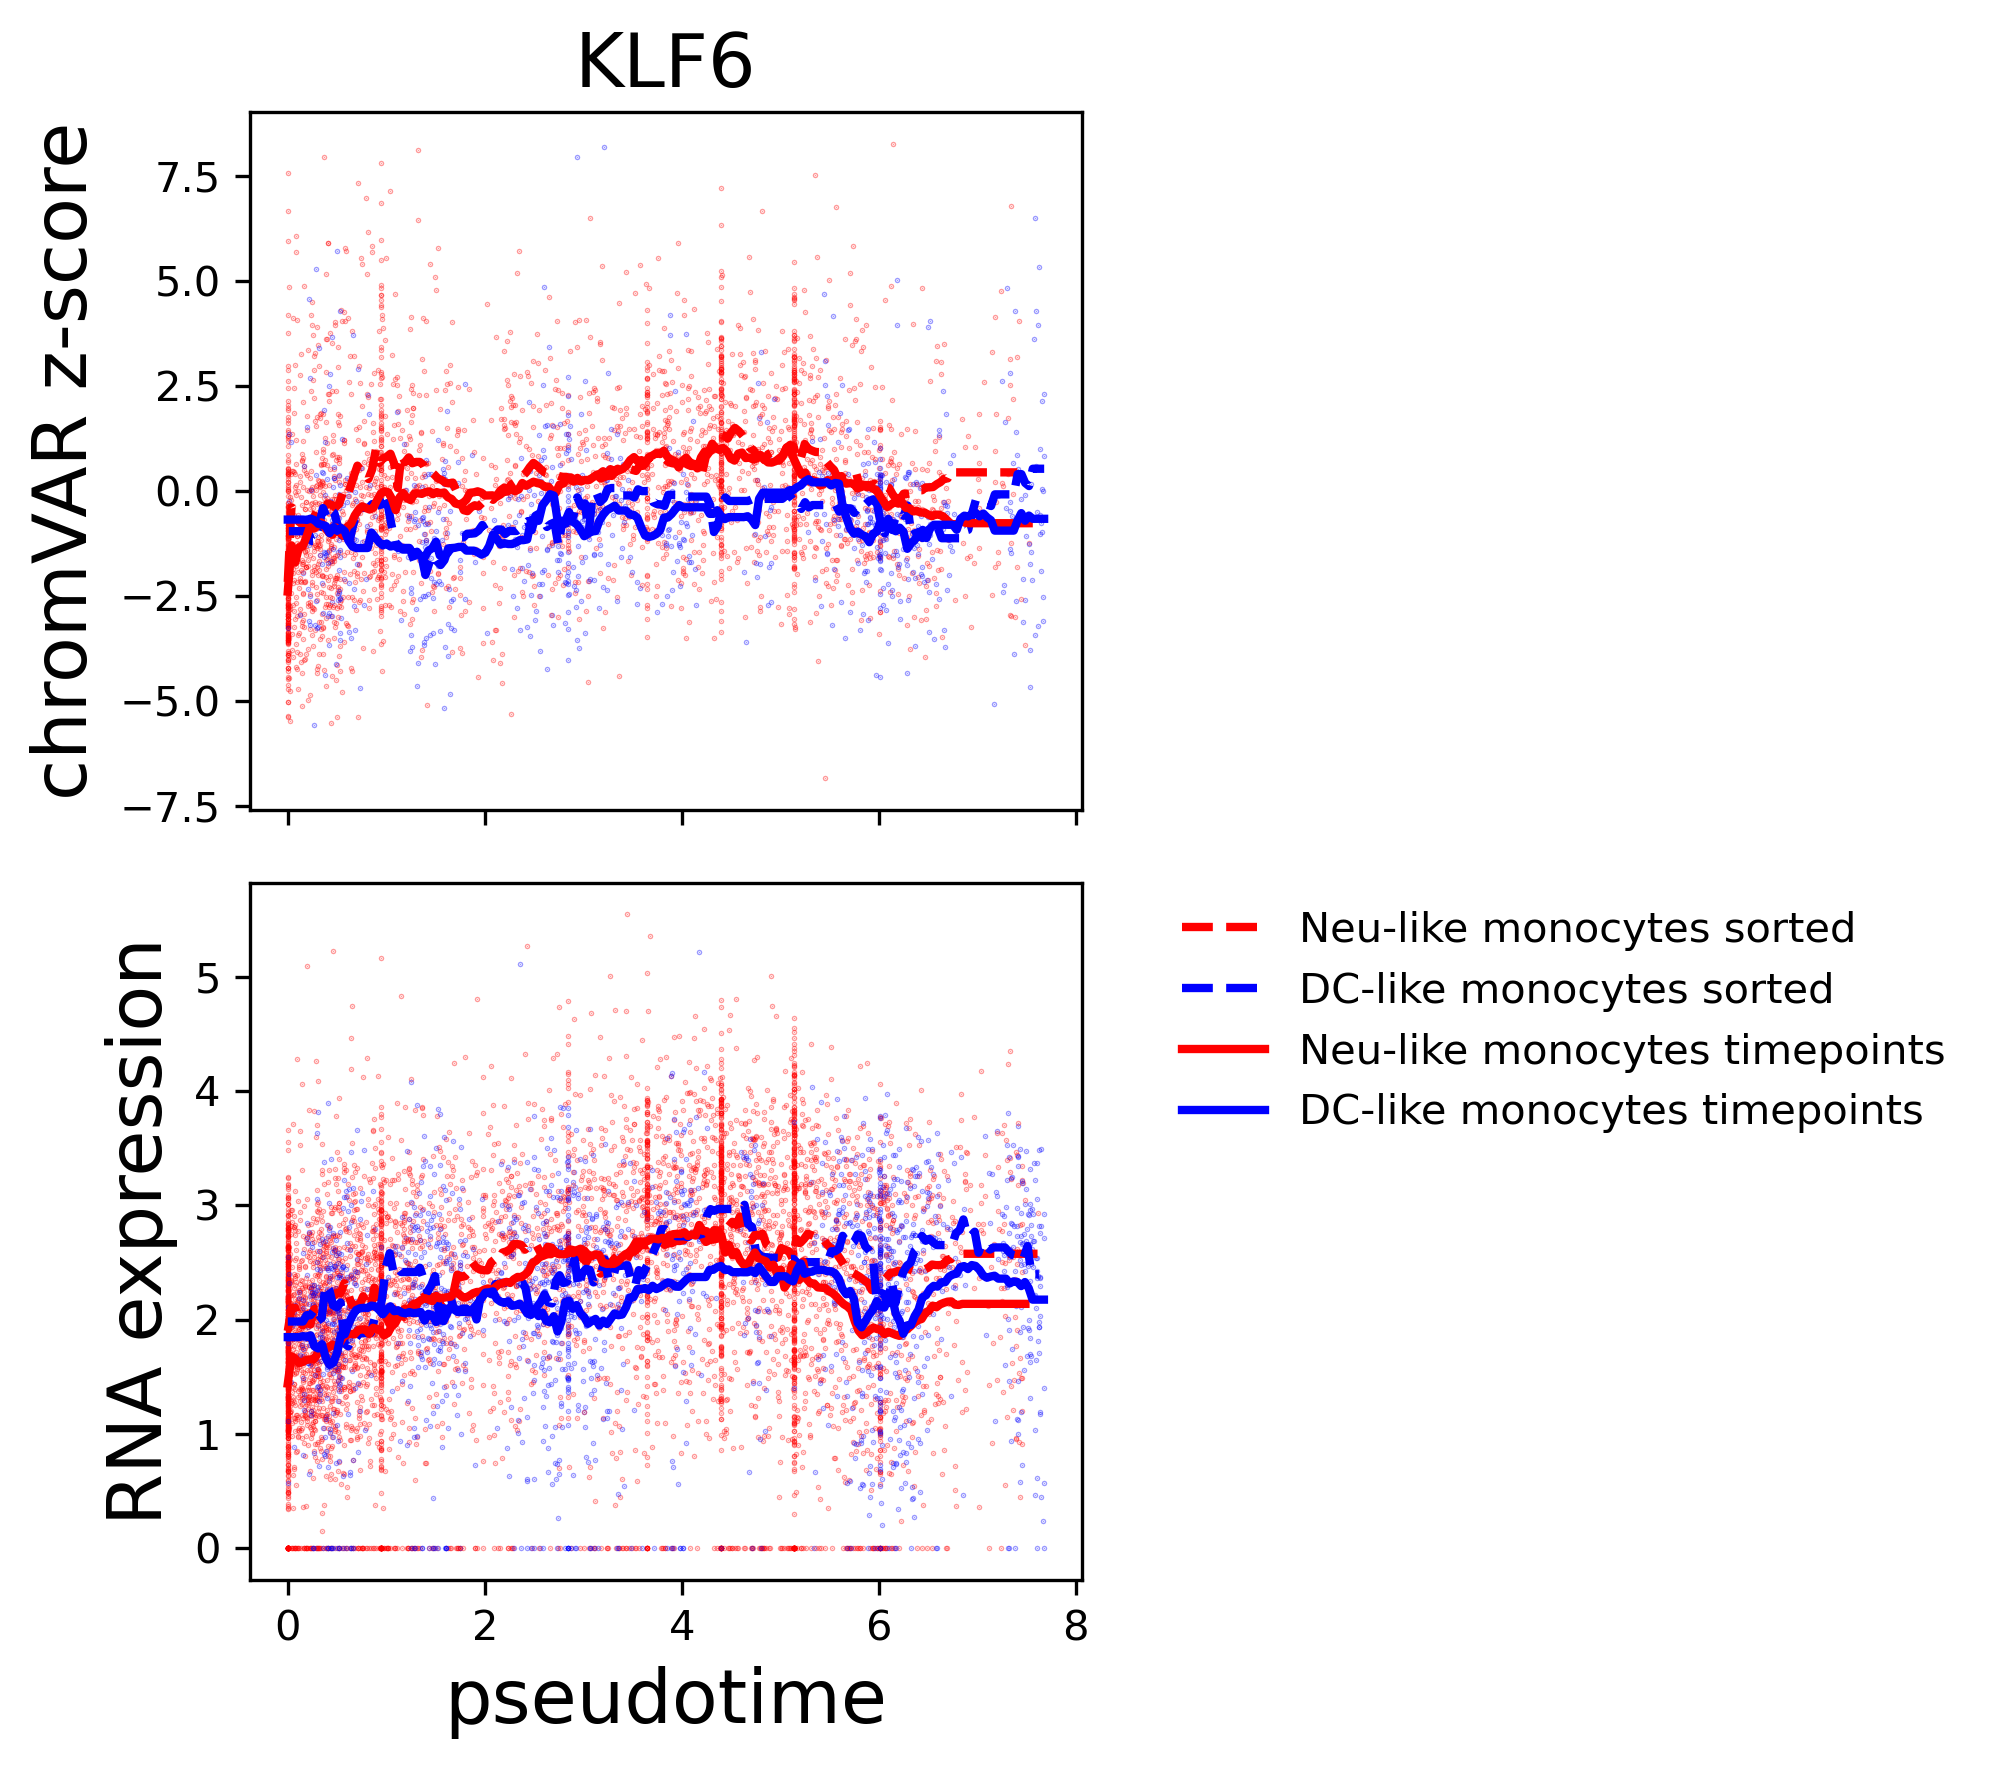 KLF6
chromVAR z-score
7.5
5.0
2.5
0.0
−2.5
−5.0
−7.5
RNA expression
5
4
3
2
1
0
0 2 4 6 8
pseudotime
Neu-like monocytes sorted
DC-like monocytes sorted
Neu-like monocytes timepoints
DC-like monocytes timepoints